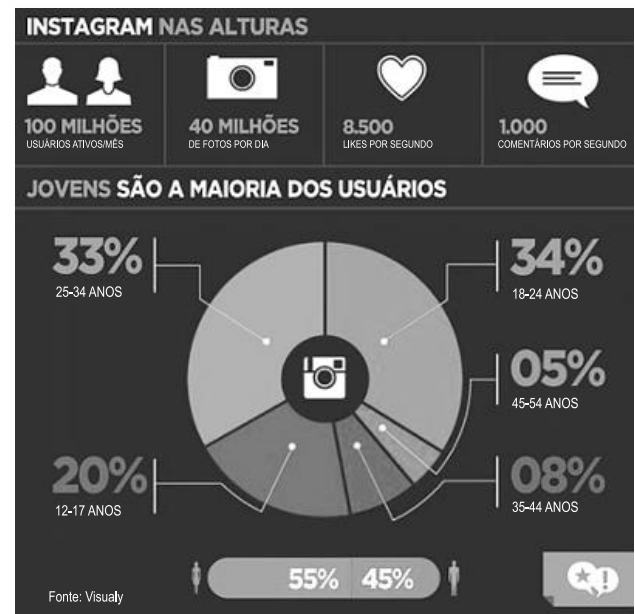 INSTAGRAM NAS ALTURAS
100 MILHÕES
USUÁRIOS ATIVOS/MÊS
40 MILHÕES
DE FOTOS POR DIA
8.500
LIKES POR SEGUNDO
1.000
COMENTÁRIOS POR SEGUNDO
JOVENS SÃO A MAIORIA DOS USUÁRIOS
33%
25-34 ANOS
34%
18-24 ANOS
05%
45-54 ANOS
20%
12-17 ANOS
08%
35-44 ANOS
55% 45%
Fonte: Visualy